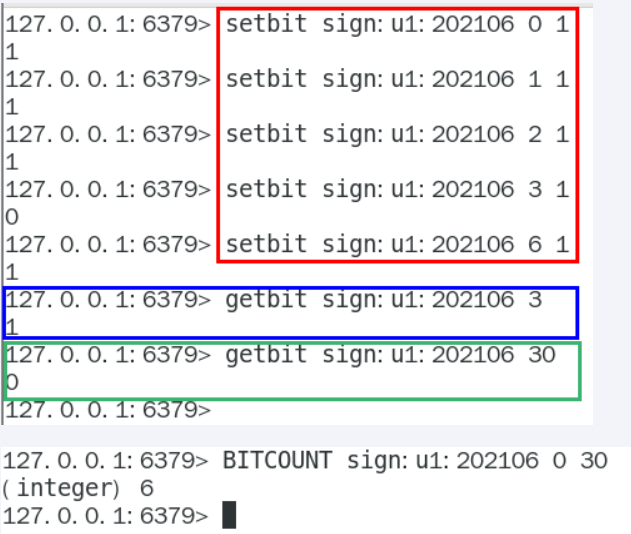 127.0.0.1:6379> setbit sign:u1:202106 0 1
1
127.0.0.1:6379> setbit sign:u1:202106 1 1
1
127.0.0.1:6379> setbit sign:u1:202106 2 1
1
127.0.0.1:6379> setbit sign:u1:202106 3 1
0
127.0.0.1:6379> setbit sign:u1:202106 6 1
1
127.0.0.1:6379> getbit sign:u1:202106 3
1
127.0.0.1:6379> getbit sign:u1:202106 30
0
127.0.0.1:6379>
127.0.0.1:6379> BITCOUNT sign:u1:202106 0 30
(integer) 6
127.0.0.1:6379>